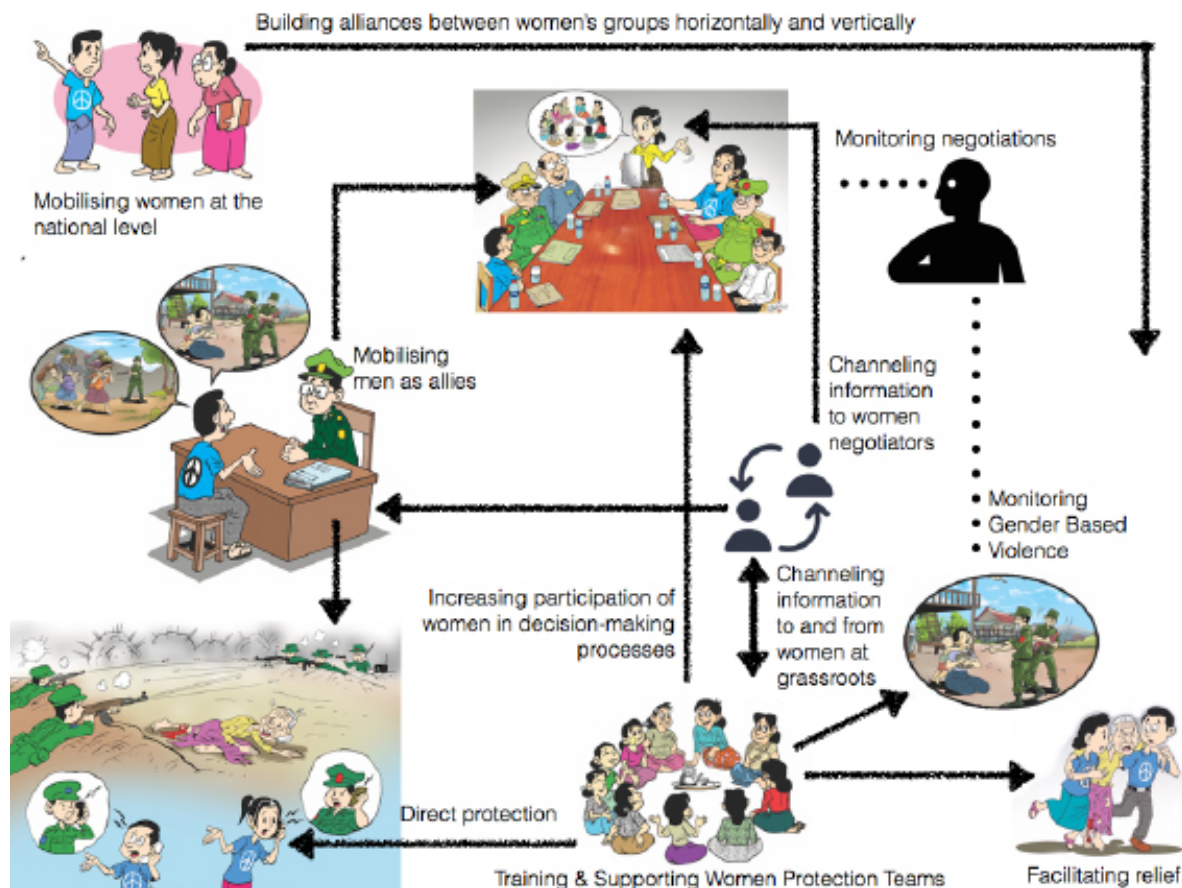 Building alliances between women's groups horizontally and vertically
Monitoring negotiations
Mobilising women at the
national level
Mobilising
men as allies
Channeling
information
to women
negotiators
Monitoring
Gender Based
Violence
Increasing participation of
women in decision-making
processes
Channeling
information
to and from
women at
grassroots
Direct protection
Training & Supporting Women Protection Teams
Facilitating relief